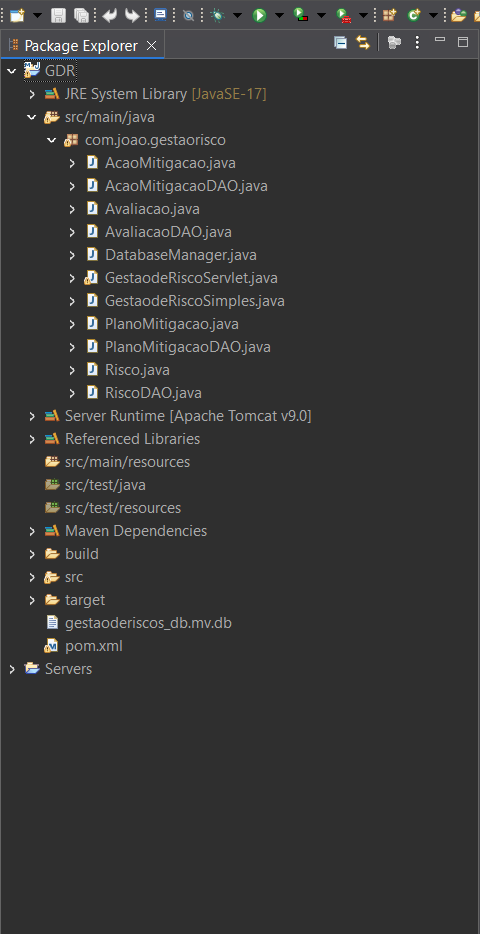 Package Explorer
GDR
JRE System Library [JavaSE-17]
src/main/java
com.joao.gestaorisco
AcaoMitigacao.java
AcaoMitigacaoDAO.java
Avaliacao.java
AvaliacaoDAO.java
DatabaseManager.java
GestaodeRiscoServlet.java
GestaodeRiscoSimples.java
PlanoMitigacao.java
PlanoMitigacaoDAO.java
Risco.java
RiscoDAO.java
Server Runtime [Apache Tomcat v9.0]
Referenced Libraries
src/main/resources
src/test/java
src/test/resources
Maven Dependencies
build
src
target
gestaoderiscos_db.mv.db
pom.xml
Servers